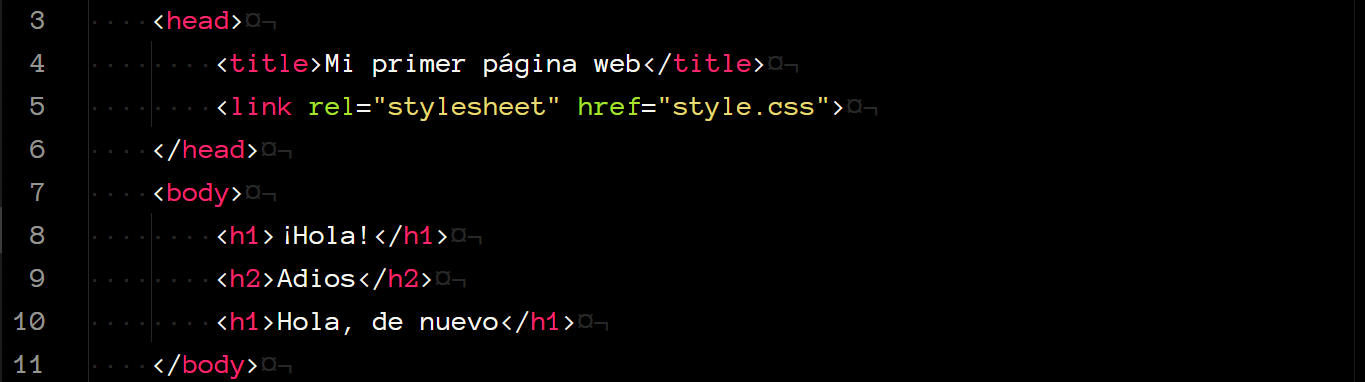 3 <head>
4 <title>Mi primer página web</title>
5 <link rel="stylesheet" href="style.css">
6 </head>
7 <body>
8 <h1>¡Hola!</h1>
9 <h2>Adios</h2>
10 <h1>Hola, de nuevo</h1>
11 </body>